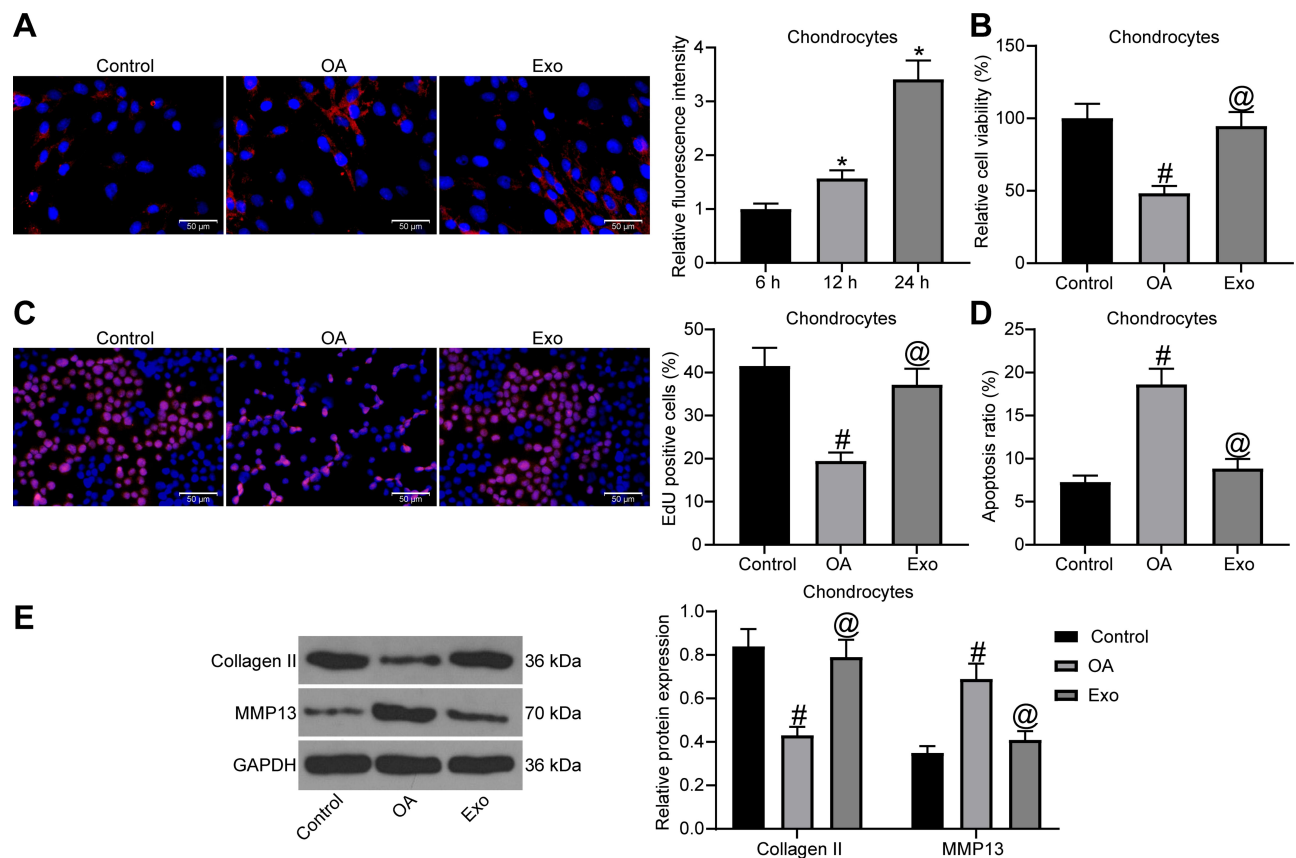 A
Control OA Exo
50 µm 50 µm 50 µm
Chondrocytes
Relative fluorescence intensity
4
3
2
1
0
* * 
6 h 12 h 24 h
B
Chondrocytes
Relative cell viability (%)
150
100
50
0
# @
Control OA Exo
C
Control OA Exo
50 µm 50 µm 50 µm
Chondrocytes
EdU positive cells (%)
50
40
30
20
10
0
# @
Control OA Exo
D
Chondrocytes
Apoptosis ratio (%)
25
20
15
10
5
0
# @
Control OA Exo
E
Collagen II 36 kDa
MMP13 70 kDa
GAPDH 36 kDa
Control OA Exo
Chondrocytes
Relative protein expression
1.0
0.8
0.6
0.4
0.2
0.0
# @ # @
Collagen II MMP13
Control
OA
Exo